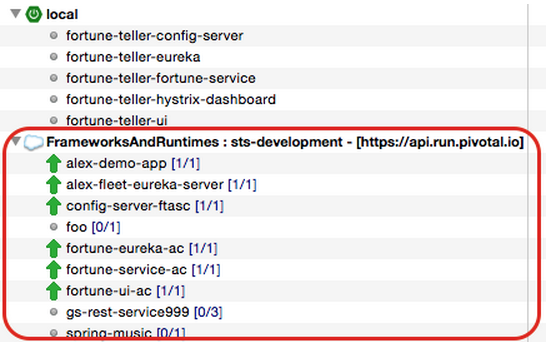 local
fortune-teller-config-server
fortune-teller-eureka
fortune-teller-fortune-service
fortune-teller-hystrix-dashboard
fortune-teller-ui
FrameworksAndRuntimes : sts-development - [https://api.run.pivotal.io]
alex-demo-app [1/1]
alex-fleet-eureka-server [1/1]
config-server-ftasc [1/1]
foo [0/1]
fortune-eureka-ac [1/1]
fortune-service-ac [1/1]
fortune-ui-ac [1/1]
gs-rest-service999 [0/3]
spring-music [0/1]